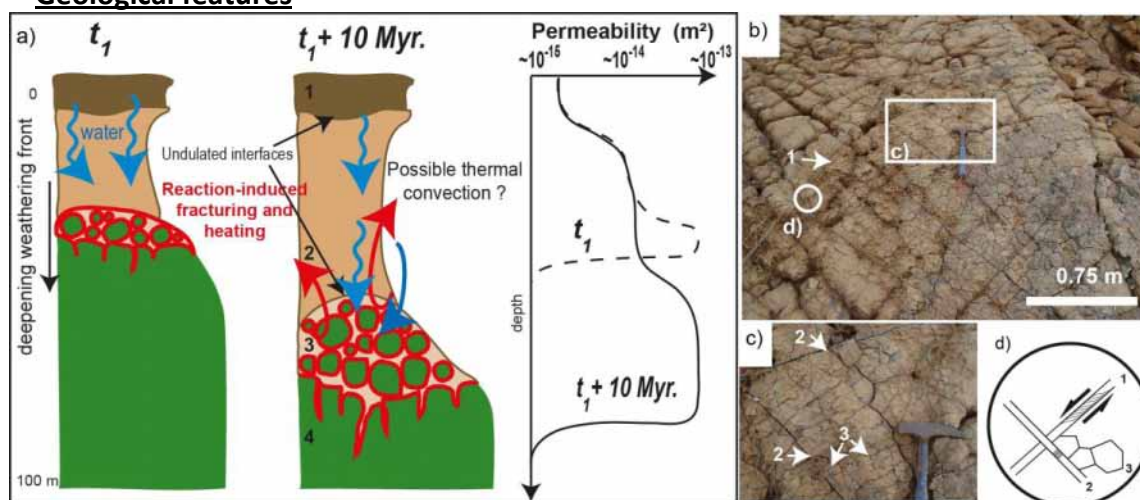 Geological features
a)
t1
t1 + 10 Myr.
Permeability (m²)
~10-15
~10-14
~10-13
0
1
water
Undulated interfaces
Reaction-induced
fracturing and
heating
Possible thermal
convection ?
deepening weathering front
2
3
4
100 m
depth
t1
t1 + 10 Myr.
b)
1
c)
d)
0.75 m
c)
2
2
3
d)
1
2
3